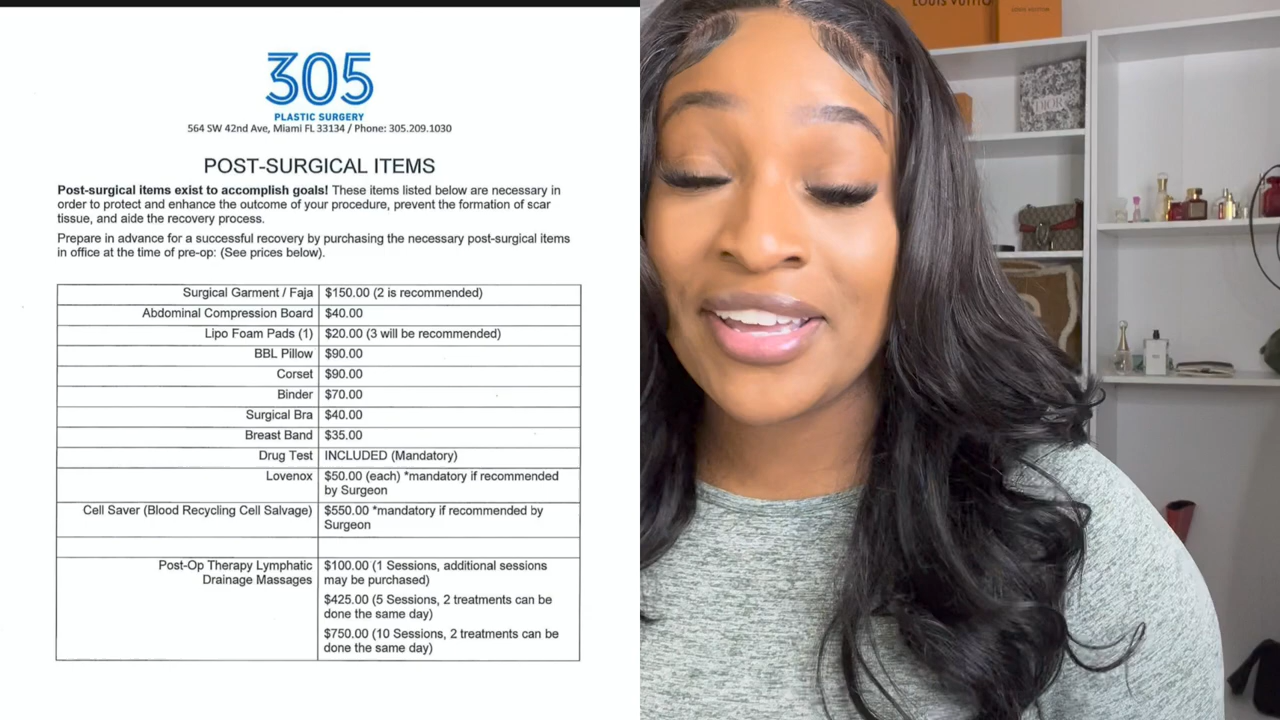 305
PLASTIC SURGERY
564 SW 42nd Ave, Miami FL 33134 / Phone: 305.209.1030
POST-SURGICAL ITEMS
Post-surgical items exist to accomplish goals! These items listed below are necessary in
order to protect and enhance the outcome of your procedure, prevent the formation of scar
tissue, and aide the recovery process.
Prepare in advance for a successful recovery by purchasing the necessary post-surgical items
in office at the time of pre-op: (See prices below).
Surgical Garment / Faja $150.00 (2 is recommended)
Abdominal Compression Board $40.00
Lipo Foam Pads (1) $20.00 (3 will be recommended)
BBL Pillow $90.00
Corset $90.00
Binder $70.00
Surgical Bra $40.00
Breast Band $35.00
Drug Test INCLUDED (Mandatory)
Lovenox $50.00 (each) *mandatory if recommended
by Surgeon
Cell Saver (Blood Recycling Cell Salvage) $550.00 *mandatory if recommended by
Surgeon
Post-Op Therapy Lymphatic $100.00 (1 Sessions, additional sessions
Drainage Massages may be purchased)
$425.00 (5 Sessions, 2 treatments can be
done the same day)
$750.00 (10 Sessions, 2 treatments can be
done the same day)
LOUIS VUITTON
DIOR